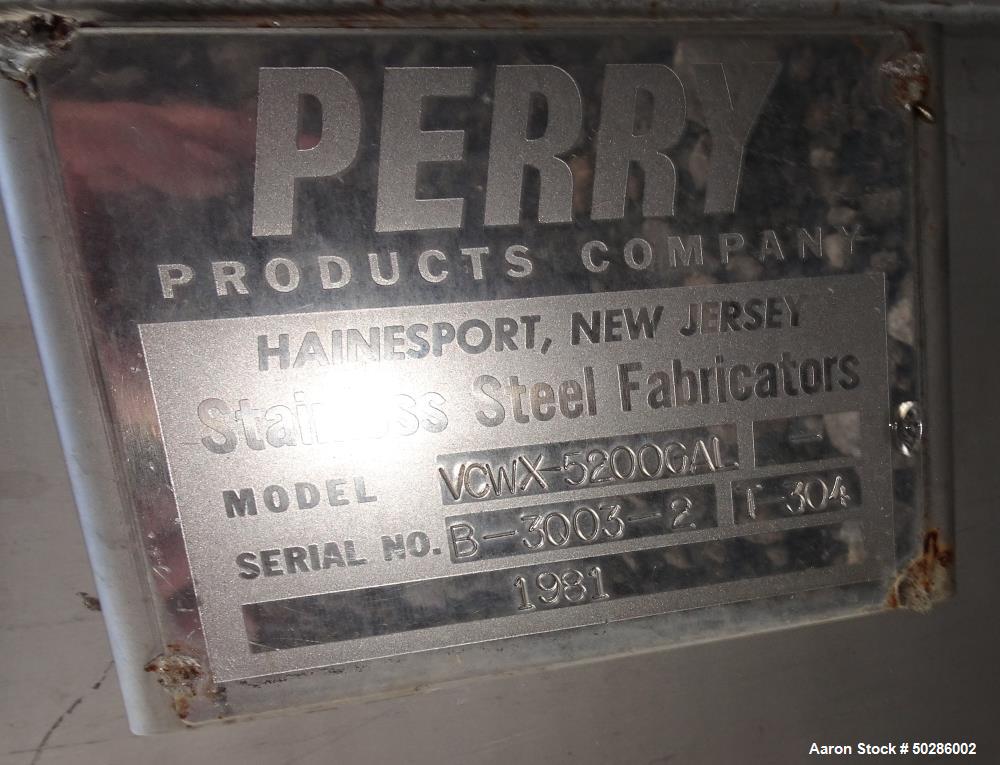 PERRY
PRODUCTS COMPANY
HAINESPORT, NEW JERSEY
Stainless Steel Fabricators
MODEL VCWX-5200GAL -
SERIAL NO. B-3003-2 T-304
1981
Aaron Stock # 50286002